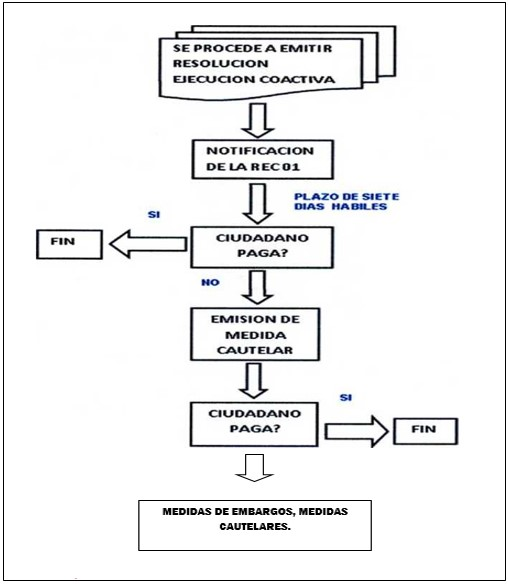 SE PROCEDE A EMITIR
RESOLUCION
EJECUCION COACTIVA
NOTIFICACION
DE LA REC 01
PLAZO DE SIETE
DIAS HABILES
SI
FIN
CIUDADANO
PAGA?
NO
EMISION DE
MEDIDA
CAUTELAR
CIUDADANO
PAGA?
SI
FIN
MEDIDAS DE EMBARGOS, MEDIDAS
CAUTELARES.